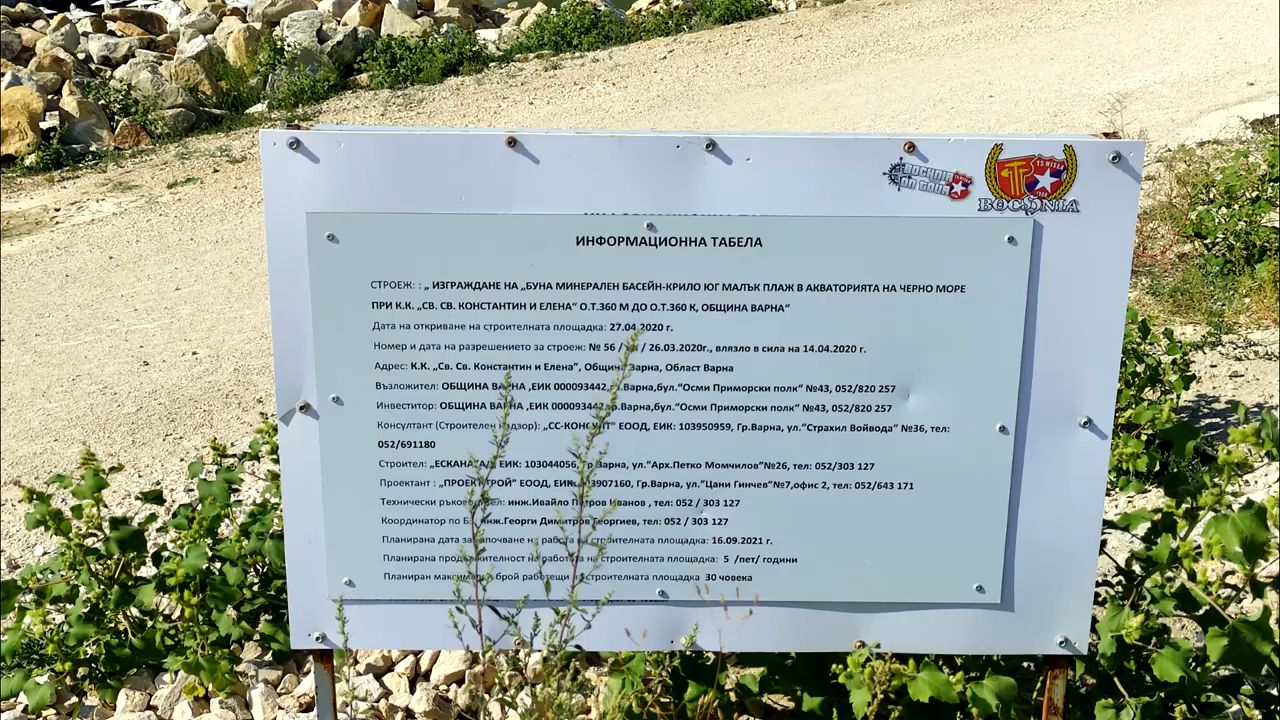 TS WISŁA
1906
BOCSNIA
ИНФОРМАЦИОННА ТАБЕЛА
СТРОЕЖ: : „ ИЗГРАЖДАНЕ НА „БУНА МИНЕРАЛЕН БАСЕЙН-КРИЛО ЮГ МАЛЪК ПЛАЖ В АКВАТОРИЯТА НА ЧЕРНО МОРЕ
ПРИ К.К. „СВ. СВ. КОНСТАНТИН И ЕЛЕНА“ О.Т.360 М ДО О.Т.360 К, ОБЩИНА ВАРНА“
Дата на откриване на строителната площадка: 27.04.2020 г.
Номер и дата на разрешението за строеж: № 56 / / 26.03.2020г., влязло в сила на 14.04.2020 г.
Адрес: К.К. „Св. Св. Константин и Елена”, Община Варна, Област Варна
Възложител: ОБЩИНА ВАРНА ,ЕИК 000093442,гр.Варна,бул.“Осми Приморски полк“ №43, 052/820 257
Инвеститор: ОБЩИНА ВАРНА ,ЕИК 000093442,гр.Варна,бул.“Осми Приморски полк“ №43, 052/820 257
Консултант (Строителен надзор): „СС-КОНСУЛТ” ЕООД, ЕИК: 103950959, Гр.Варна, ул.”Страхил Войвода” №36, тел:
052/691180
Строител: „ЕСКАНА”АД, ЕИК: 103044056, Гр.Варна, ул.”Арх.Петко Момчилов”№26, тел: 052/303 127
Проектант : „ПРОЕКТСТРОЙ” ЕООД, ЕИК: Гр.Варна, ул.”Цани Гинчев”№7,офис 2, тел: 052/643 171
Технически ръководител: инж.Ивайло Петров Иванов , тел: 052 / 303 127
Координатор по БЗ: инж.Георги Димитров Георгиев, тел: 052 / 303 127
Планирана дата за започване на работа на строителната площадка: 16.09.2021 г.
Планирана продължителност на работата на строителната площадка: 5 /пет/ години
Планиран максимален брой работещи на строителната площадка 30 човека